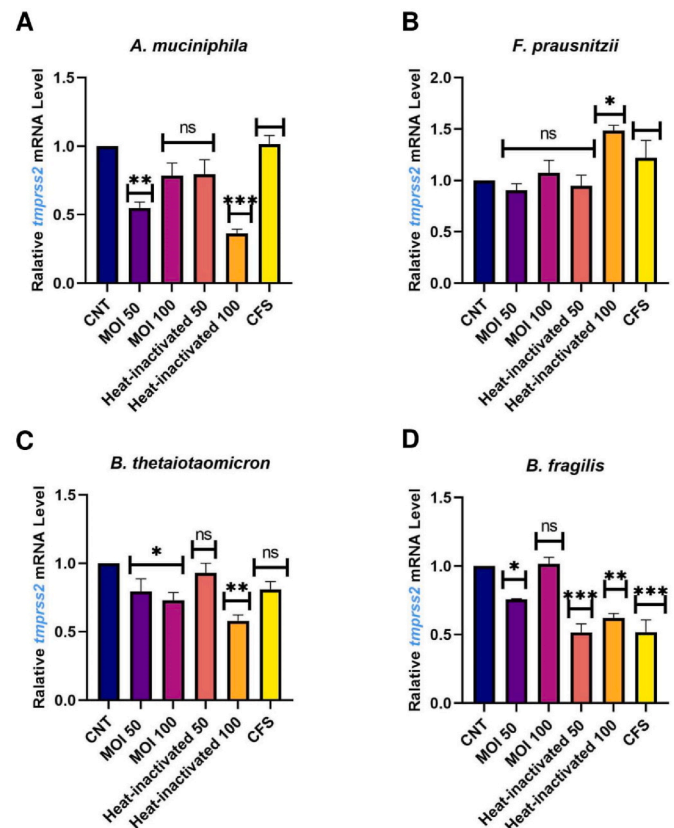 A
A. muciniphila
Ralative tmprss2 mRNA Level
1.5
1.0
0.5
0.0
**
ns
***
CNT
MOI 50
MOI 100
Heat-inactivated 50
Heat-inactivated 100
CFS
B
F. prausnitzii
Ralative tmprss2 mRNA Level
2.0
1.5
1.0
0.5
0.0
ns
*
CNT
MOI 50
MOI 100
Heat-inactivated 50
Heat-inactivated 100
CFS
C
B. thetaiotaomicron
Ralative tmprss2 mRNA Level
1.5
1.0
0.5
0.0
*
ns
**
ns
CNT
MOI 50
MOI 100
Heat-inactivated 50
Heat-inactivated 100
CFS
D
B. fragilis
Ralative tmprss2 mRNA Level
1.5
1.0
0.5
0.0
*
ns
***
**
***
CNT
MOI 50
MOI 100
Heat-inactivated 50
Heat-inactivated 100
CFS